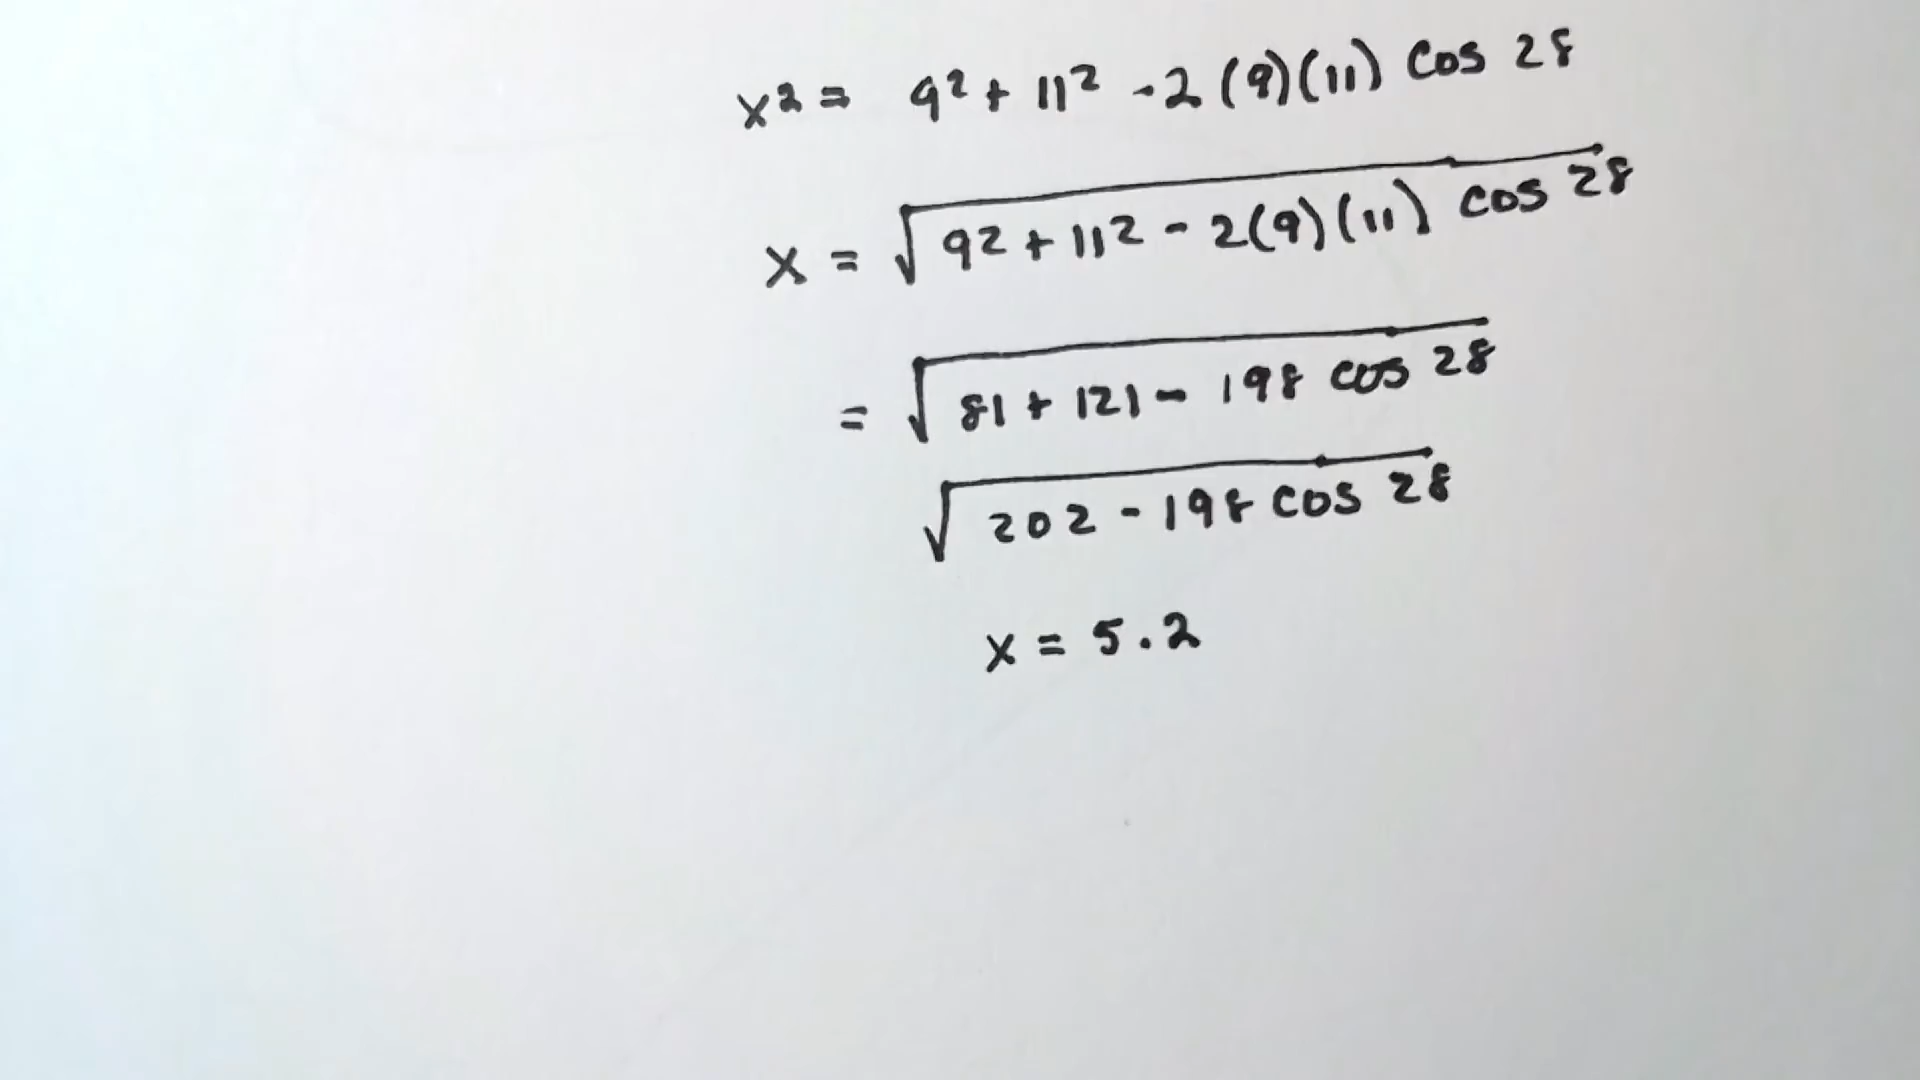 x² = 9² + 11² - 2 (9)(11) cos 28
x = √9² + 11² - 2(9)(11) cos 28
= √81 + 121 - 198 cos 28
√202 - 198 cos 28
x = 5.2